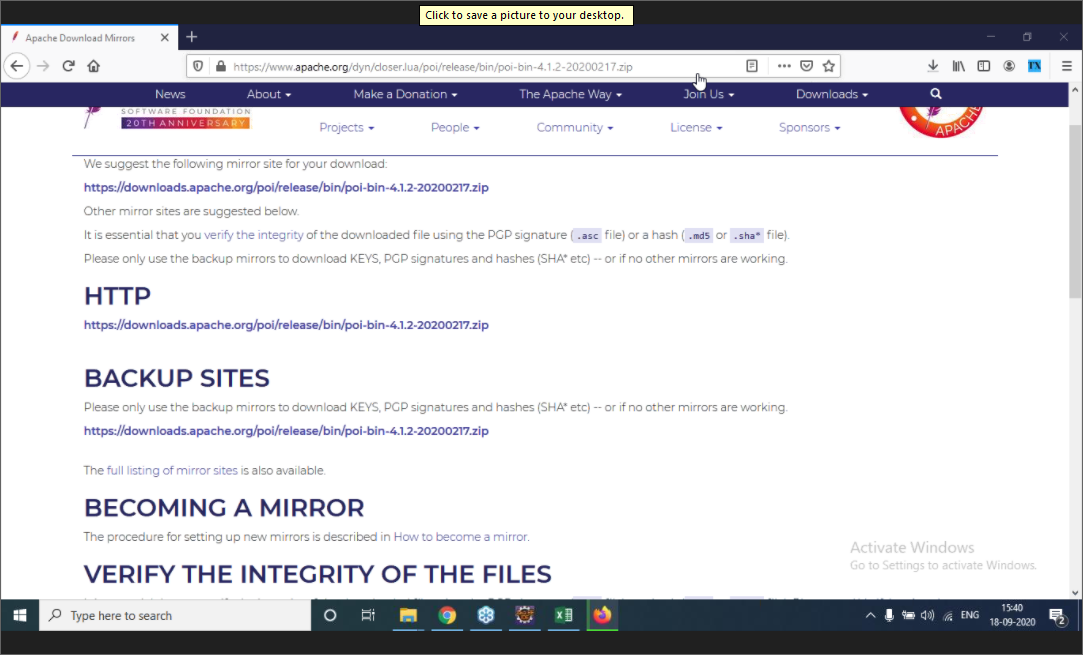 Click to save a picture to your desktop.
Apache Download Mirrors
https://www.apache.org/dyn/closer.lua/poi/release/bin/poi-bin-4.1.2-20200217.zip
News About Make a Donation The Apache Way Join Us Downloads
SOFTWARE FOUNDATION
20TH ANNIVERSARY
Projects People Community License Sponsors
APACHE
We suggest the following mirror site for your download:
https://downloads.apache.org/poi/release/bin/poi-bin-4.1.2-20200217.zip
Other mirror sites are suggested below.
It is essential that you verify the integrity of the downloaded file using the PGP signature (.asc file) or a hash (.md5 or .sha* file).
Please only use the backup mirrors to download KEYS, PGP signatures and hashes (SHA* etc) -- or if no other mirrors are working.
HTTP
https://downloads.apache.org/poi/release/bin/poi-bin-4.1.2-20200217.zip
BACKUP SITES
Please only use the backup mirrors to download KEYS, PGP signatures and hashes (SHA* etc) -- or if no other mirrors are working.
https://downloads.apache.org/poi/release/bin/poi-bin-4.1.2-20200217.zip
The full listing of mirror sites is also available.
BECOMING A MIRROR
The procedure for setting up new mirrors is described in How to become a mirror.
VERIFY THE INTEGRITY OF THE FILES
Activate Windows
Go to Settings to activate Windows.
Type here to search
ENG
15:40
18-09-2020
2